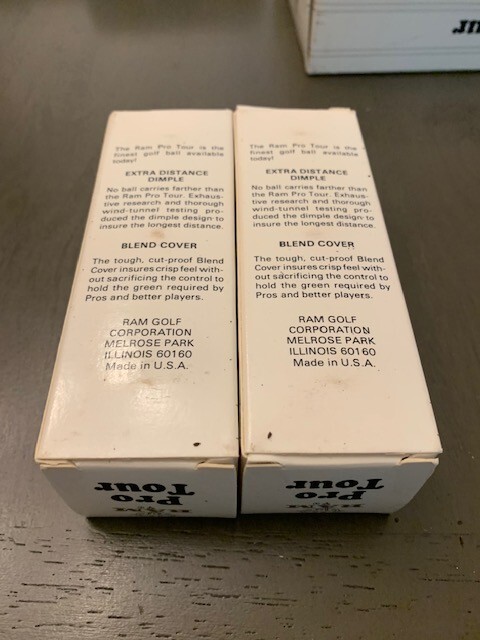 The Ram Pro Tour is the
finest golf ball available
today!
EXTRA DISTANCE
DIMPLE
No ball carries farther than
the Ram Pro Tour. Exhaus-
tive research and thorough
wind-tunnel testing pro-
duced the dimple design to
insure the longest distance.
BLEND COVER
The tough, cut-proof Blend
Cover insures crisp feel with-
out sacrificing the control to
hold the green required by
Pros and better players.
RAM GOLF
CORPORATION
MELROSE PARK
ILLINOIS 60160
Made in U.S.A.
Pro
Tour
RAM
The Ram Pro Tour is the
finest golf ball available
today!
EXTRA DISTANCE
DIMPLE
No ball carries farther than
the Ram Pro Tour. Exhaus-
tive research and thorough
wind-tunnel testing pro-
duced the dimple design to
insure the longest distance.
BLEND COVER
The tough, cut-proof Blend
Cover insures crisp feel with-
out sacrificing the control to
hold the green required by
Pros and better players.
RAM GOLF
CORPORATION
MELROSE PARK
ILLINOIS 60160
Made in U.S.A.
Pro
Tour
RAM